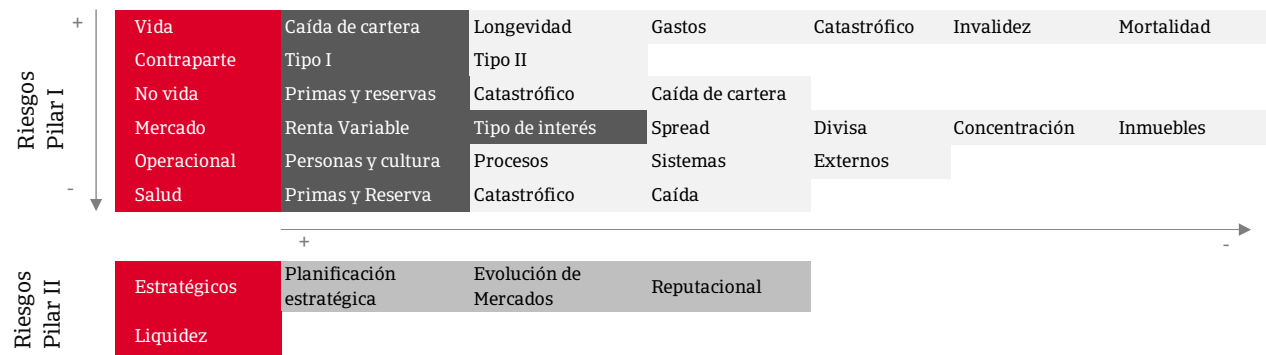 +
Riesgos
Pilar I
Vida Caída de cartera Longevidad Gastos Catastrófico Invalidez Mortalidad
Contraparte Tipo I Tipo II
No vida Primas y reservas Catastrófico Caída de cartera
Mercado Renta Variable Tipo de interés Spread Divisa Concentración Inmuebles
Operacional Personas y cultura Procesos Sistemas Externos
Salud Primas y Reserva Catastrófico Caída
-
+ -
Riesgos
Pilar II
Estratégicos
Planificación
estratégica
Evolución de
Mercados
Reputacional
Liquidez